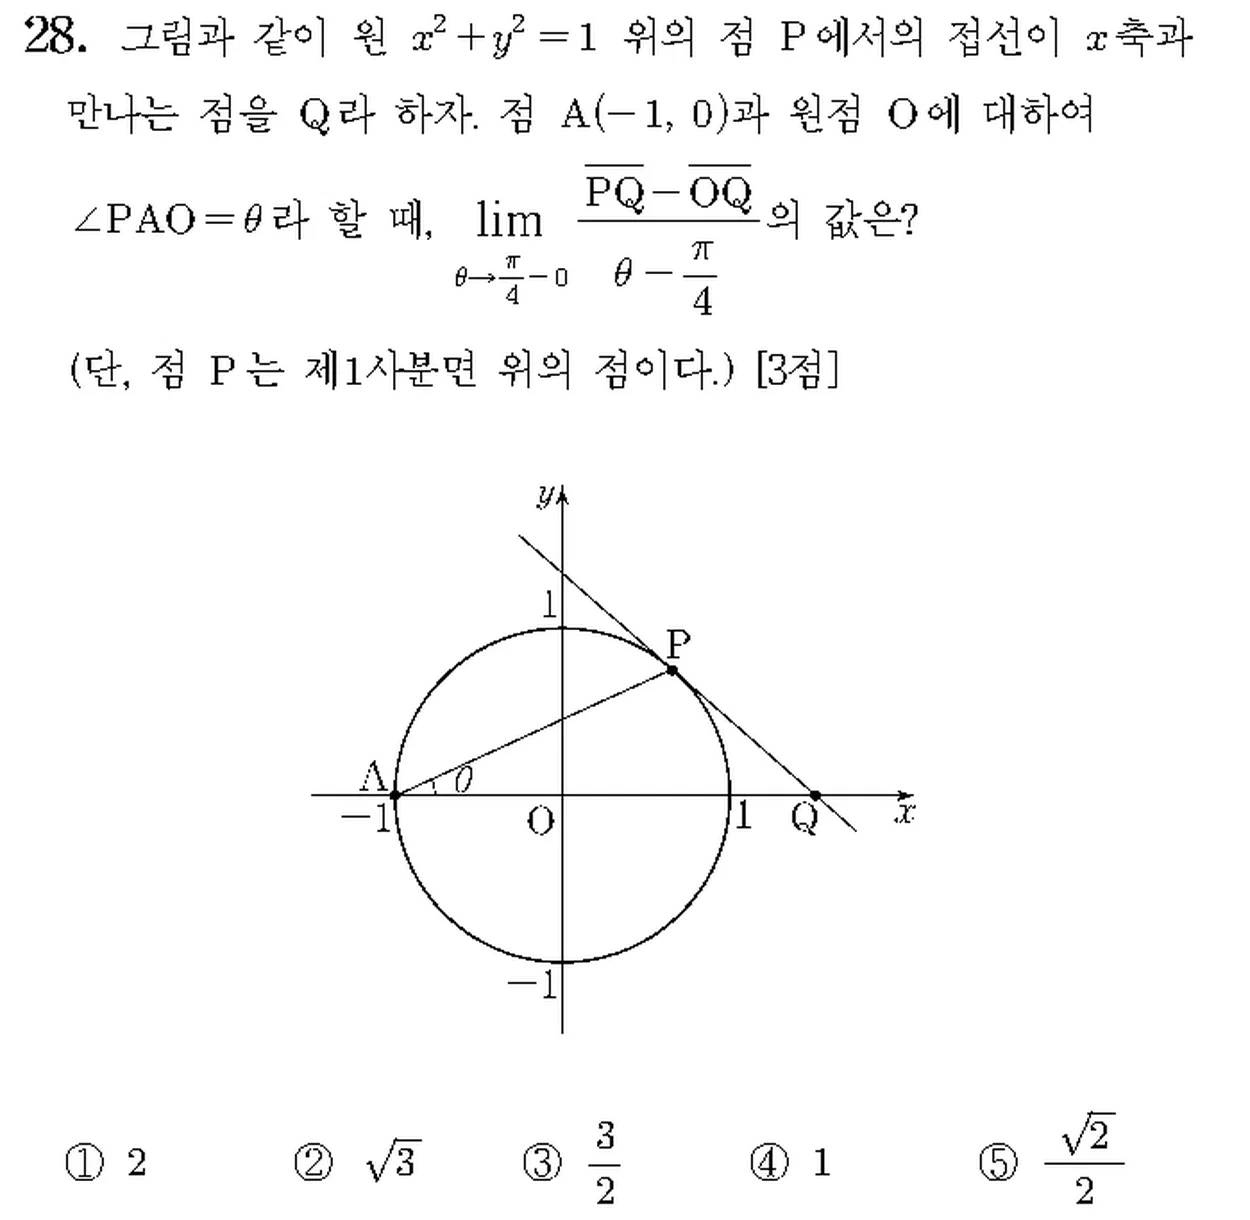 28. 그림과 같이 원 x²+y²=1 위의 점 P에서의 접선이 x축과
만나는 점을 Q라 하자. 점 A(−1, 0)과 원점 O에 대하여
∠PAO=θ라 할 때, lim_{θ→π/4−0} (\overline{PQ}−\overline{OQ})/(θ−π/4)의 값은?
(단, 점 P는 제1사분면 위의 점이다.) [3점]
y
1
P
A
θ
−1
O
1
Q
x
−1
① 2 ② √3 ③ 3/2 ④ 1 ⑤ √2/2